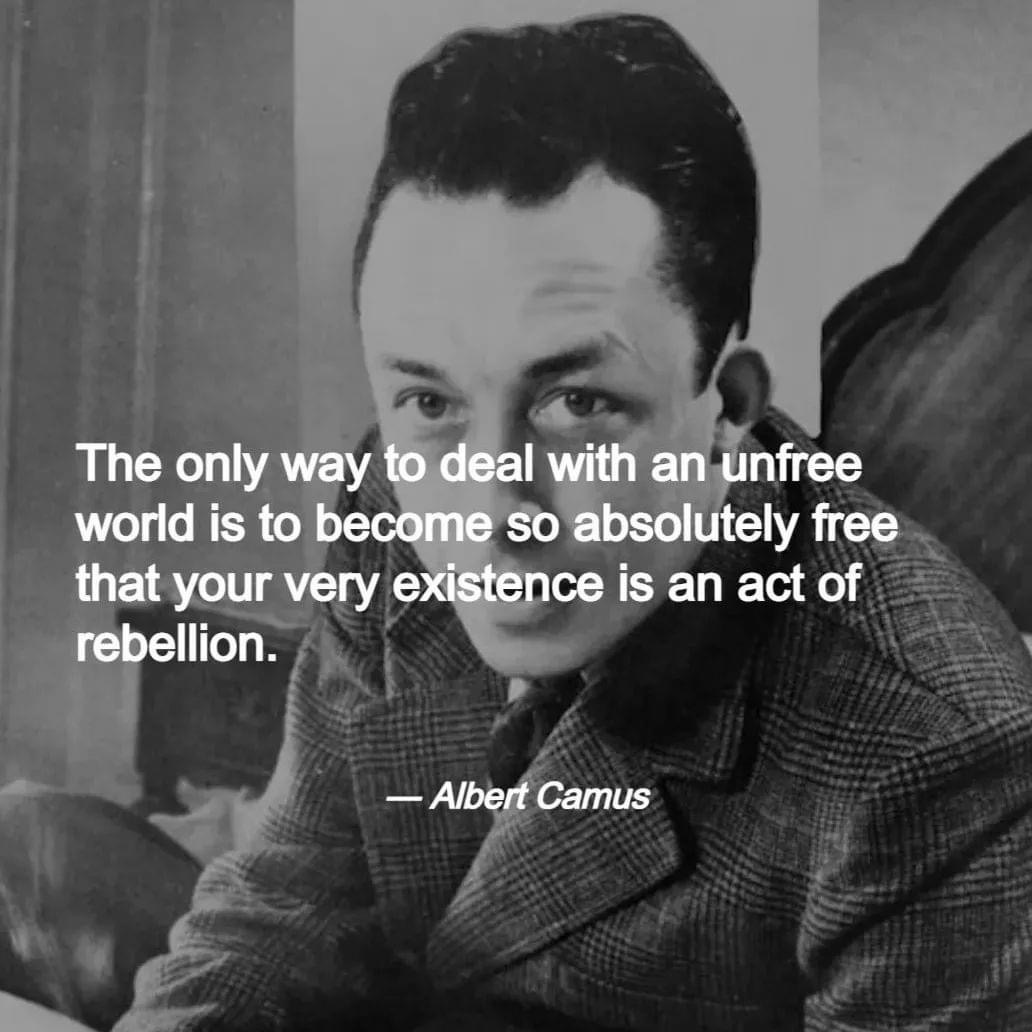 The only way to deal with an unfree
world is to become so absolutely free
that your very existence is an act of
rebellion.
— Albert Camus